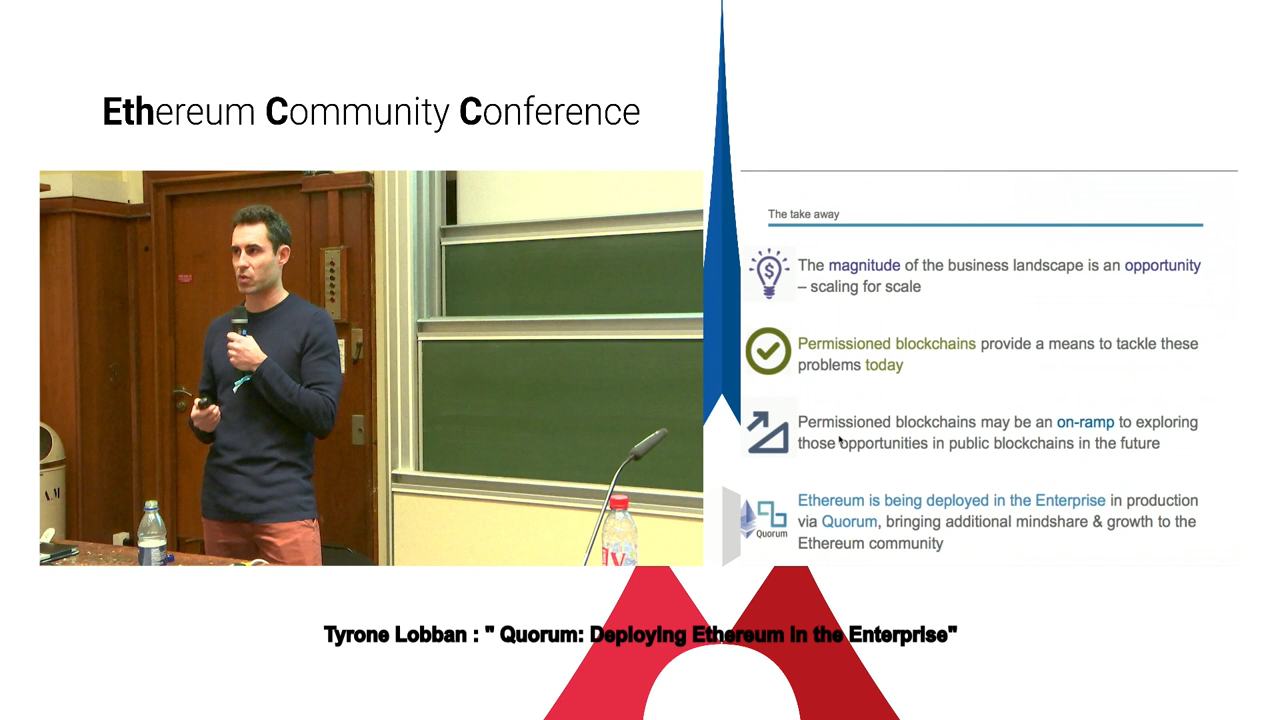 Ethereum Community Conference
The take away
The magnitude of the business landscape is an opportunity
– scaling for scale
Permissioned blockchains provide a means to tackle these
problems today
Permissioned blockchains may be an on-ramp to exploring
those opportunities in public blockchains in the future
Ethereum is being deployed in the Enterprise in production
via Quorum, bringing additional mindshare & growth to the
Ethereum community
Quorum
Tyrone Lobban : " Quorum: Deploying Ethereum in the Enterprise"